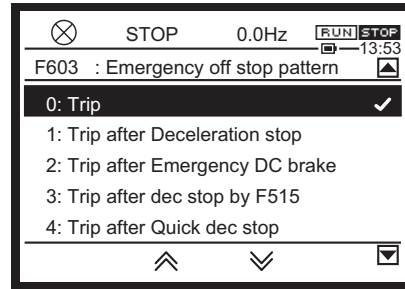 STOP 0.0Hz RUN STOP
13:53
F603 : Emergency off stop pattern
0: Trip
1: Trip after Deceleration stop
2: Trip after Emergency DC brake
3: Trip after dec stop by F515
4: Trip after Quick dec stop